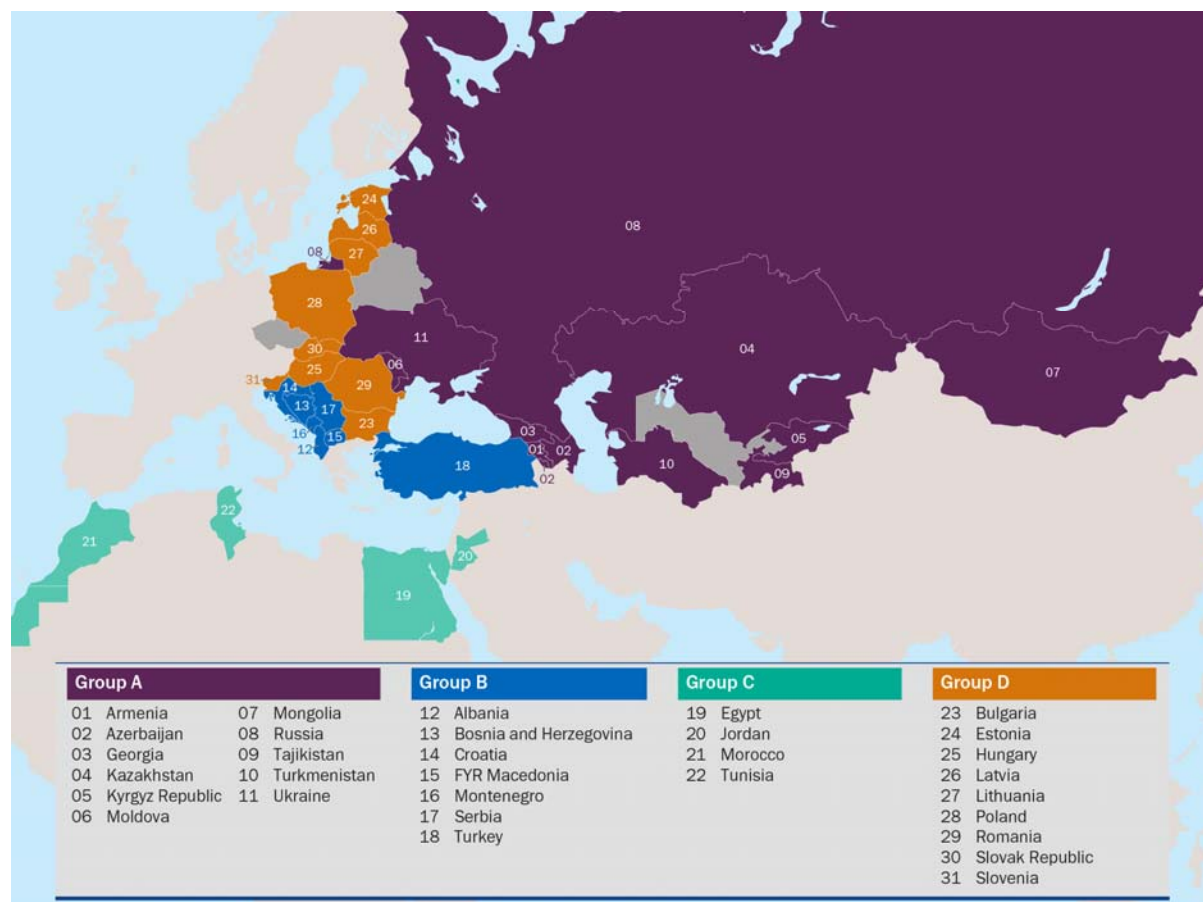 24
26
08
27
08
28
11
30
04
06
25
31
29
07
14
13
17
23
16
15
03
05
12
18
01
02
10
09
02
22
21
20
19
Group A
01 Armenia
02 Azerbaijan
03 Georgia
04 Kazakhstan
05 Kyrgyz Republic
06 Moldova
07 Mongolia
08 Russia
09 Tajikistan
10 Turkmenistan
11 Ukraine
Group B
12 Albania
13 Bosnia and Herzegovina
14 Croatia
15 FYR Macedonia
16 Montenegro
17 Serbia
18 Turkey
Group C
19 Egypt
20 Jordan
21 Morocco
22 Tunisia
Group D
23 Bulgaria
24 Estonia
25 Hungary
26 Latvia
27 Lithuania
28 Poland
29 Romania
30 Slovak Republic
31 Slovenia